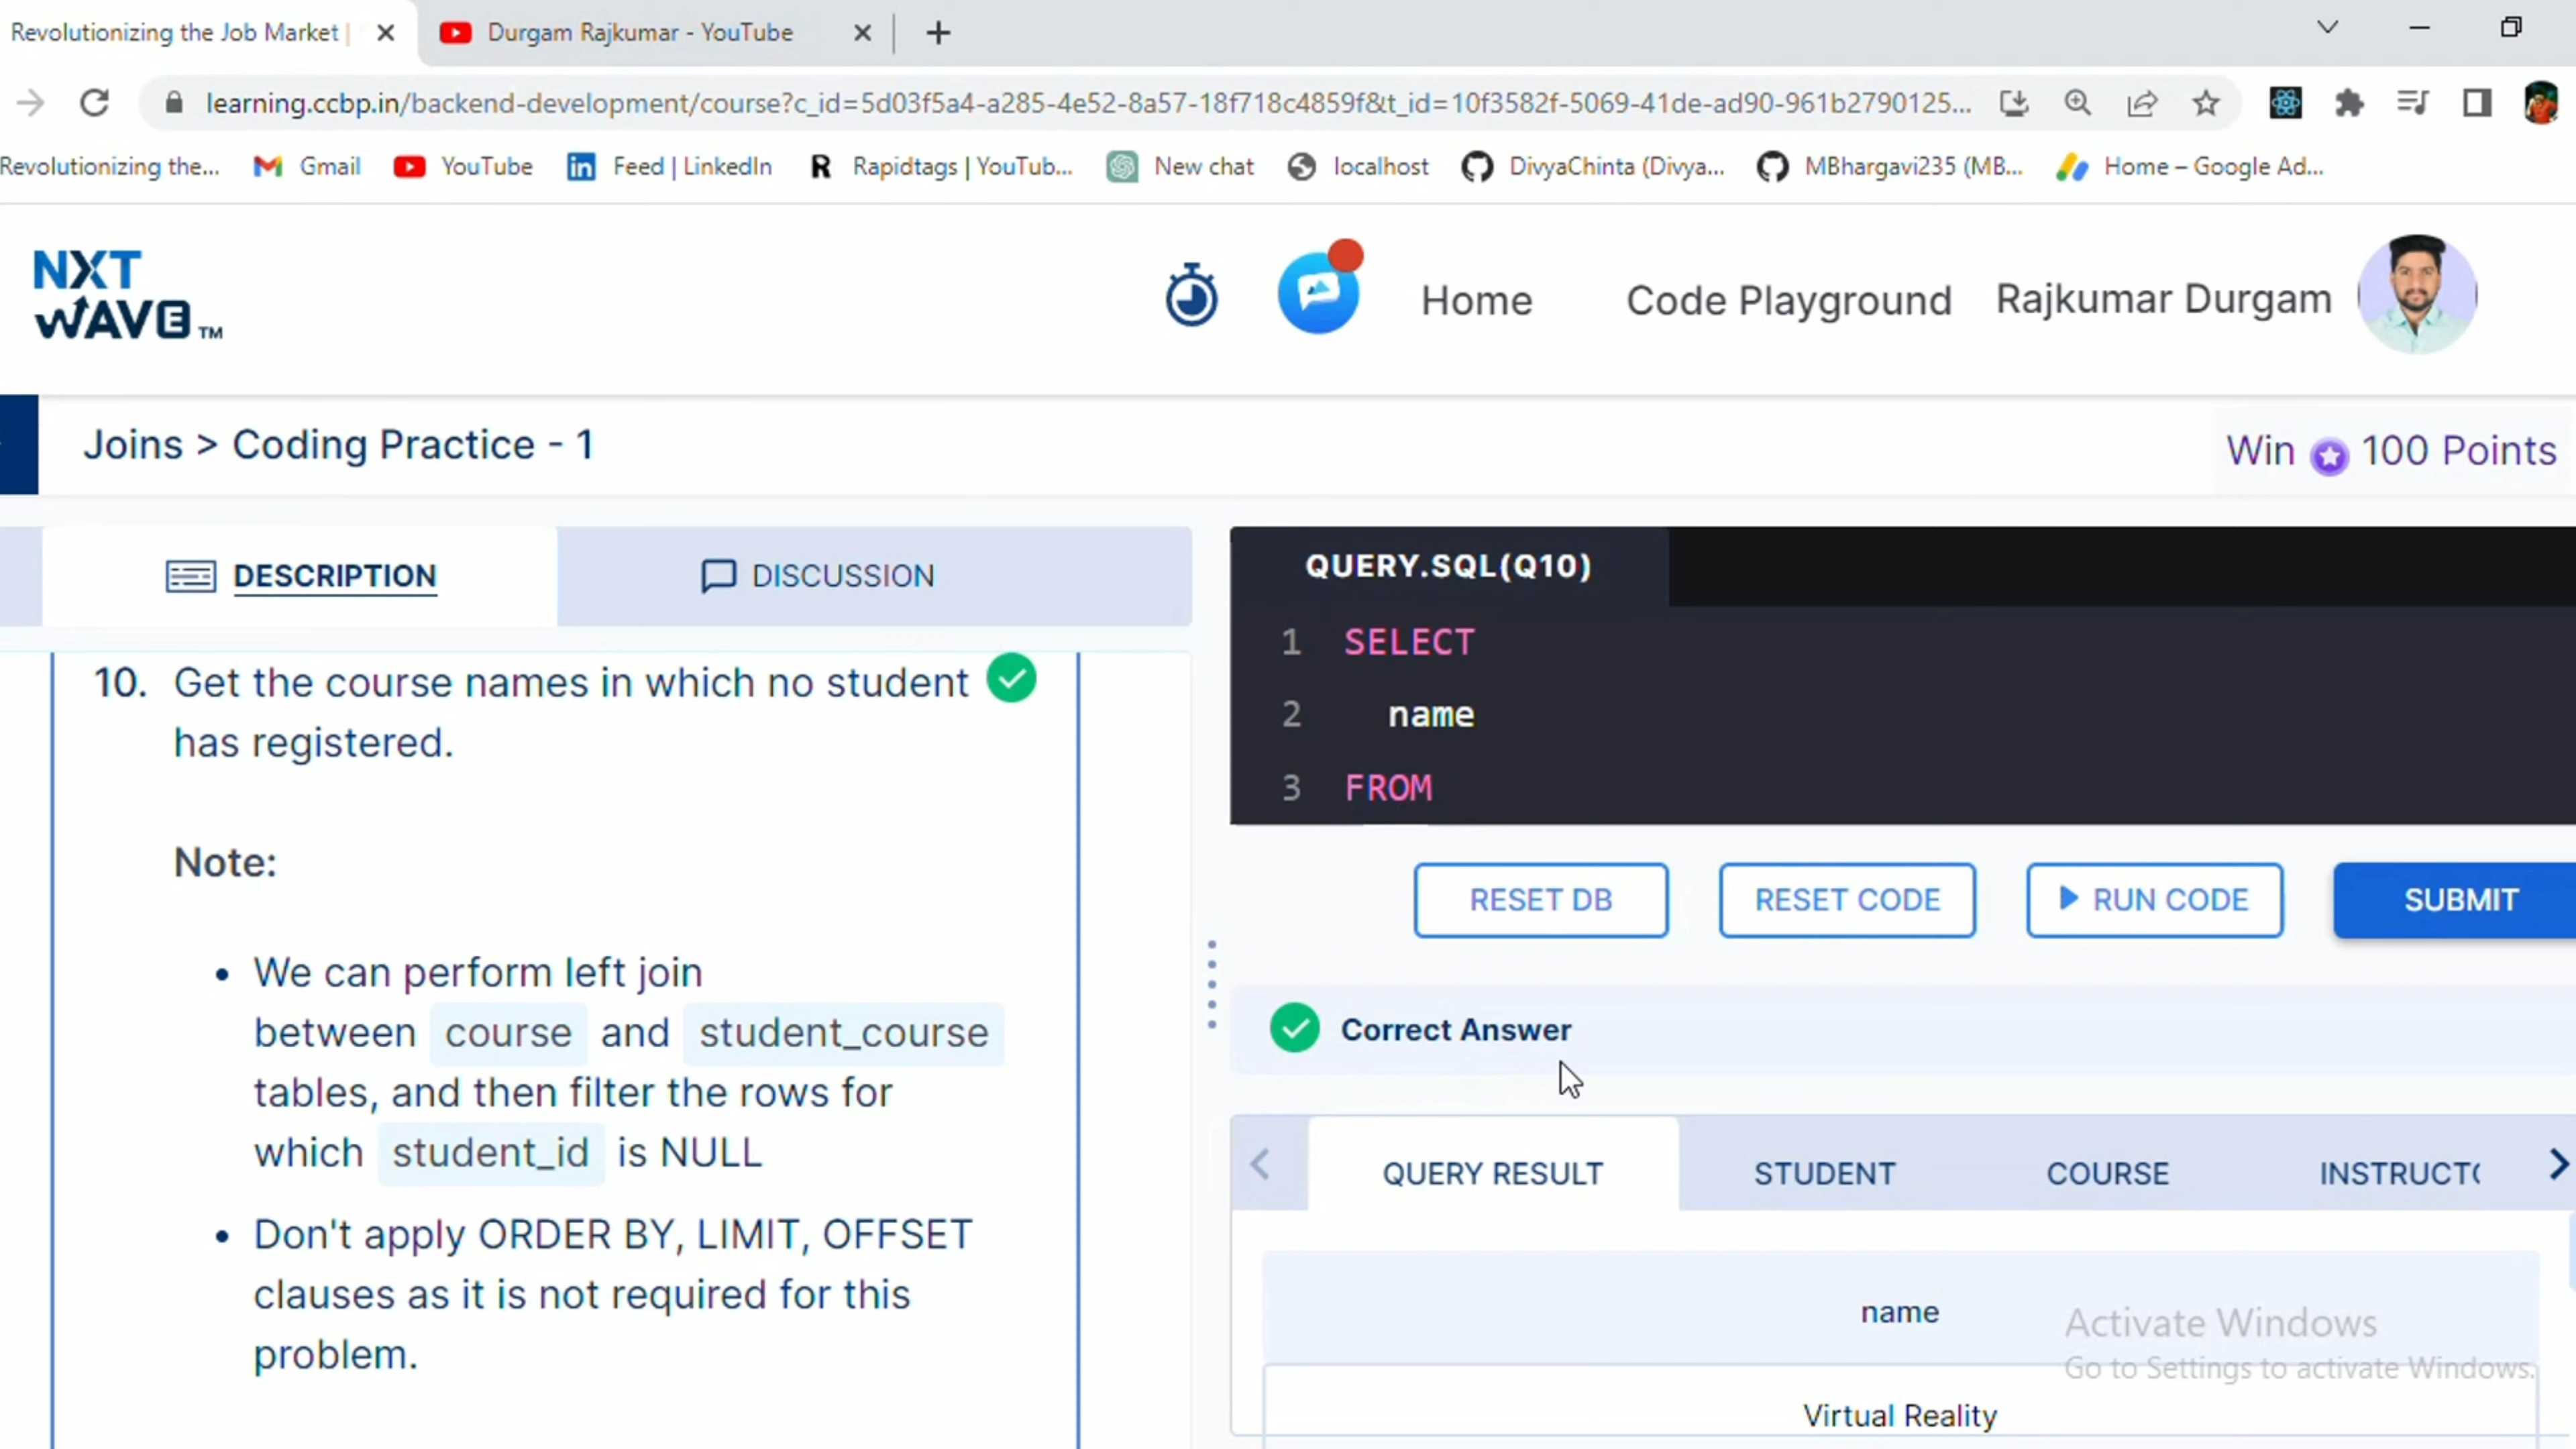 Revolutionizing the Job Market |
Durgam Rajkumar - YouTube
learning.ccbp.in/backend-development/course?c_id=5d03f5a4-a285-4e52-8a57-18f718c4859f&t_id=10f3582f-5069-41de-ad90-961b2790125...
Revolutionizing the... Gmail YouTube Feed | LinkedIn Rapidtags | YouTub... New chat localhost DivyaChinta (Divya... MBhargavi235 (MB... Home – Google Ad...
NXT
WAVE TM
Home Code Playground Rajkumar Durgam
Joins > Coding Practice - 1
Win 100 Points
DESCRIPTION DISCUSSION
10. Get the course names in which no student
has registered.
Note:
• We can perform left join
between course and student_course
tables, and then filter the rows for
which student_id is NULL
• Don't apply ORDER BY, LIMIT, OFFSET
clauses as it is not required for this
problem.
QUERY.SQL(Q10)
1 SELECT
2 name
3 FROM
RESET DB RESET CODE RUN CODE SUBMIT
Correct Answer
QUERY RESULT STUDENT COURSE INSTRUCTO
name
Virtual Reality
Activate Windows
Go to Settings to activate Windows.